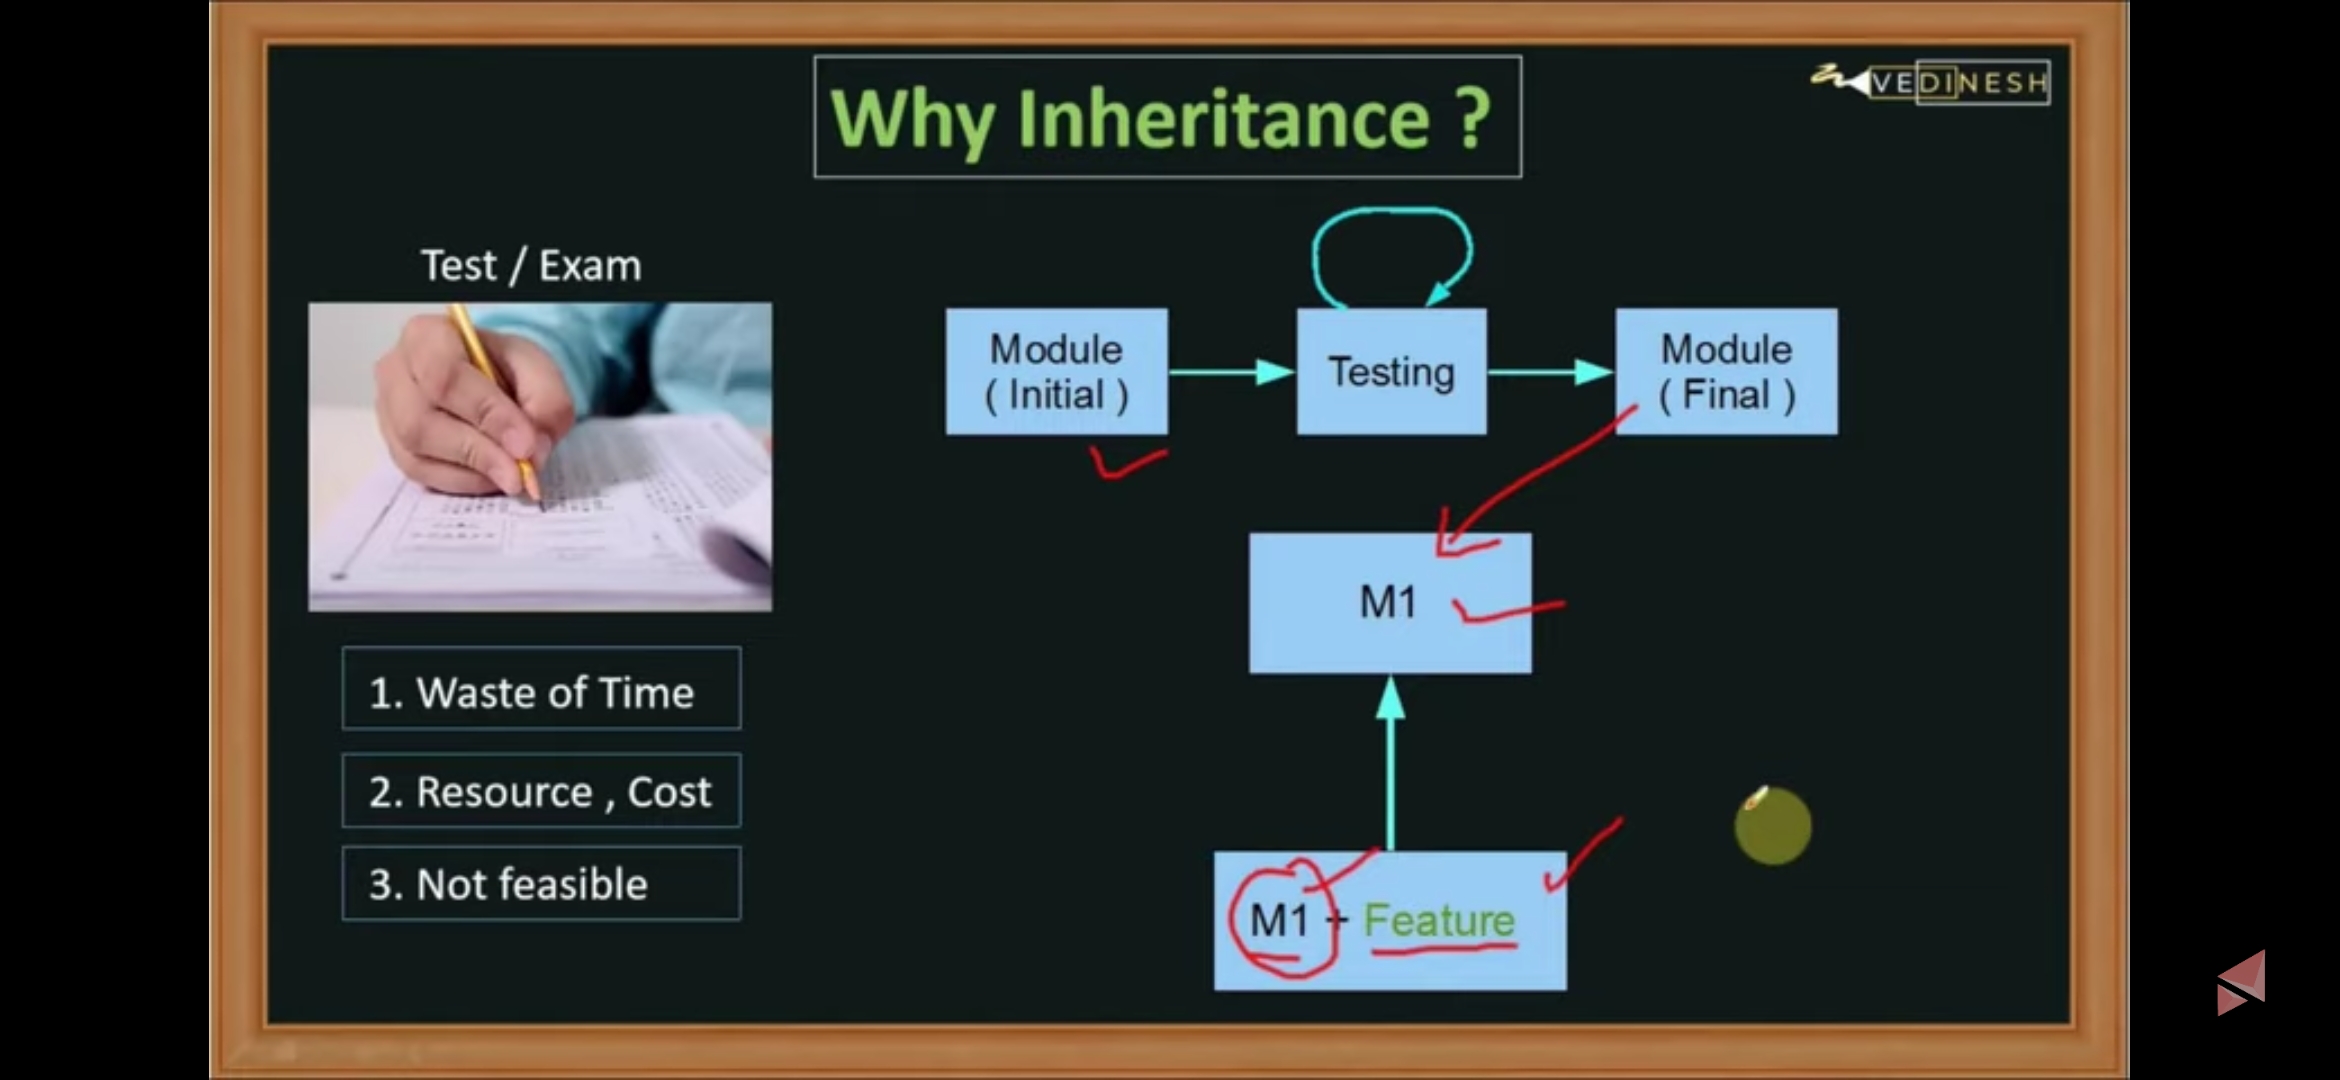 Why Inheritance ?
VEDINESH
Test / Exam
1. Waste of Time
2. Resource , Cost
3. Not feasible
Module
( Initial )
Testing
Module
( Final )
M1
M1 + Feature